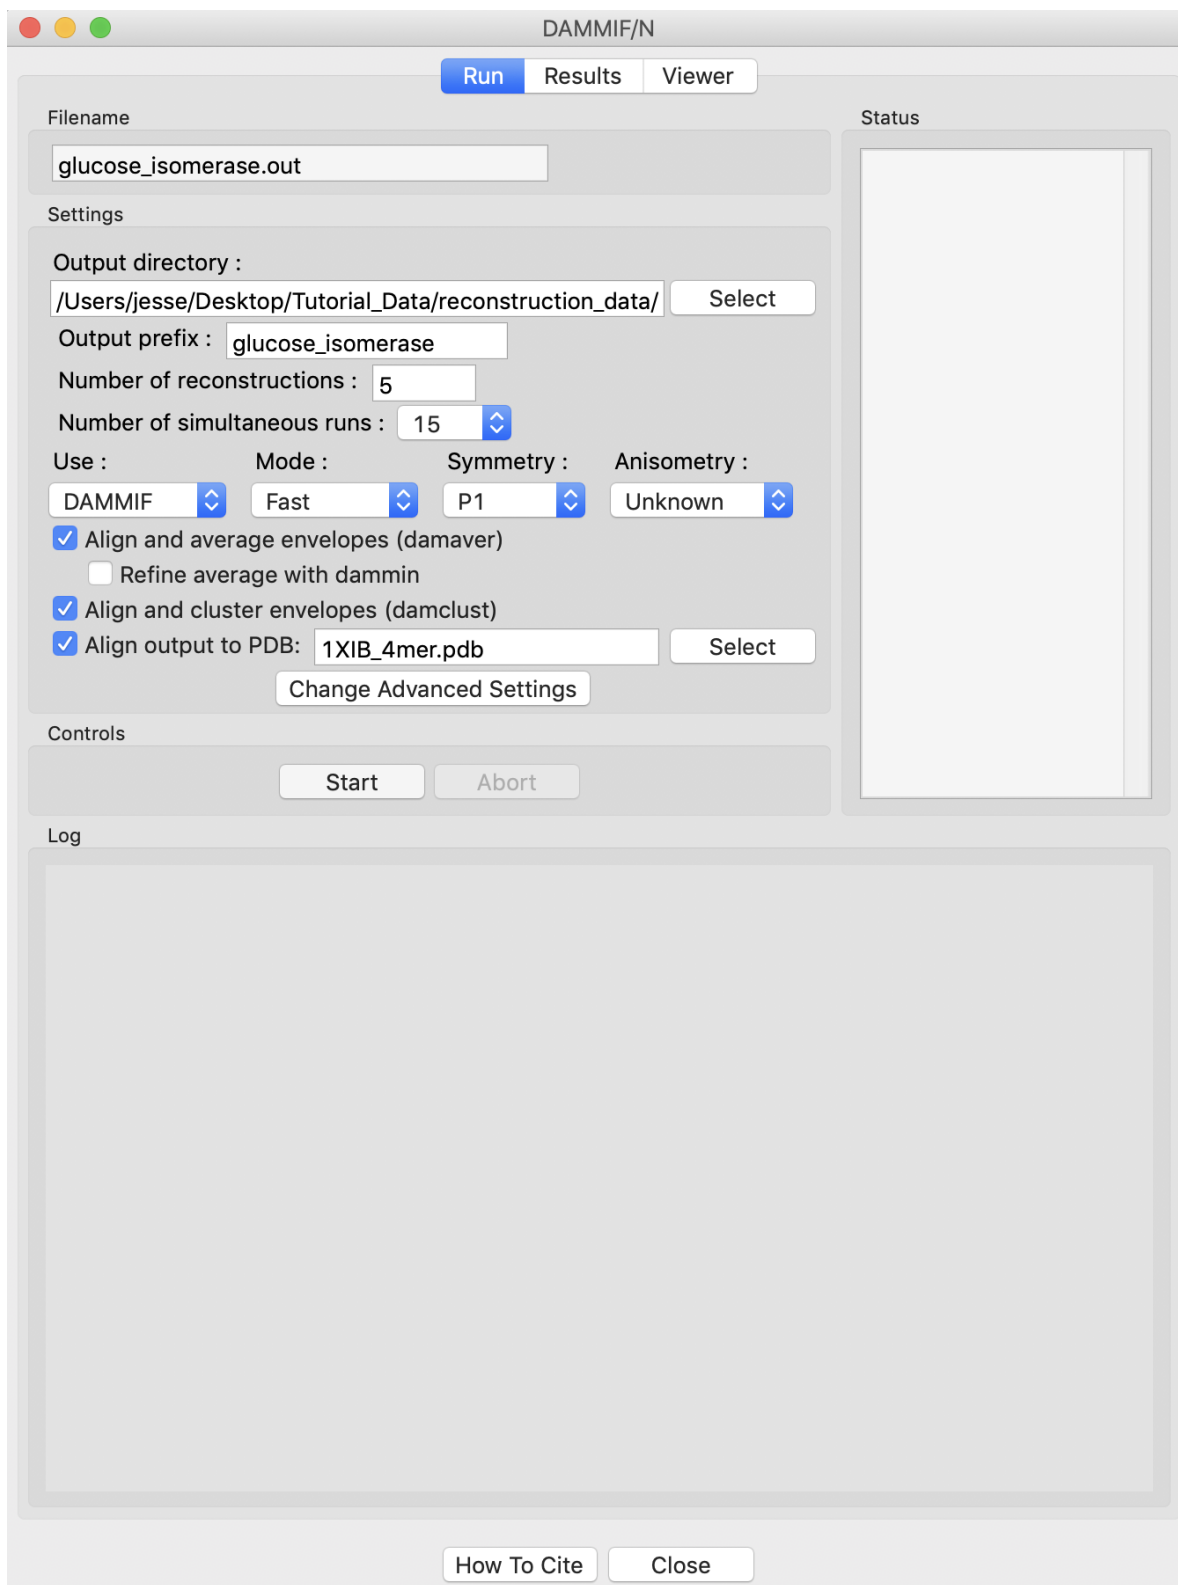 DAMMIF/N
Run Results Viewer
Filename
glucose_isomerase.out
Settings
Output directory :
/Users/jesse/Desktop/Tutorial_Data/reconstruction_data/ Select
Output prefix : glucose_isomerase
Number of reconstructions : 5
Number of simultaneous runs : 15
Use : Mode : Symmetry : Anisometry :
DAMMIF Fast P1 Unknown
Align and average envelopes (damaver)
Refine average with dammin
Align and cluster envelopes (damclust)
Align output to PDB: 1XIB_4mer.pdb Select
Change Advanced Settings
Controls
Start Abort
Status
Log
How To Cite Close